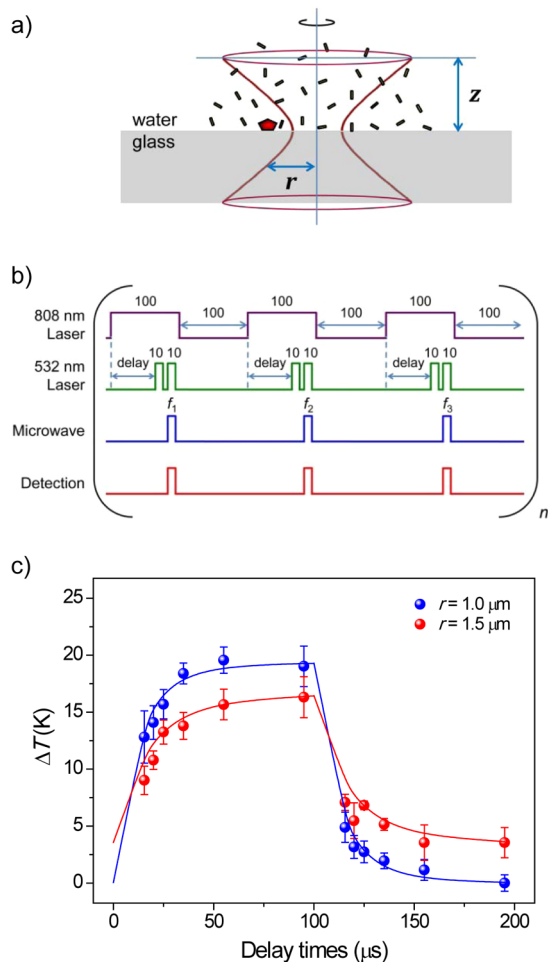 a)
z
water
glass
r
b)
100 100 100
808 nm
Laser
100 100 100
10 10 10 10 10 10
532 nm
Laser
delay delay delay
f1 f2 f3
Microwave
Detection
n
c)
25
20
15
10
5
0
ΔT(K)
r = 1.0 μm
r = 1.5 μm
0 50 100 150 200
Delay times (μs)